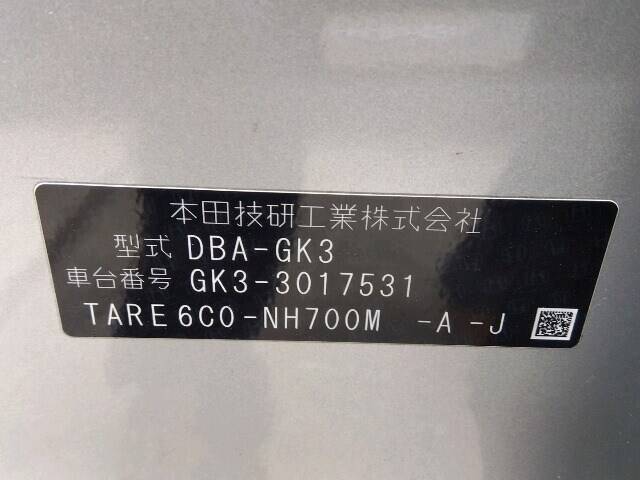 本田技研工業株式会社
型式 DBA-GK3
車台番号 GK3-3017531
TARE6C0-NH700M -A -J